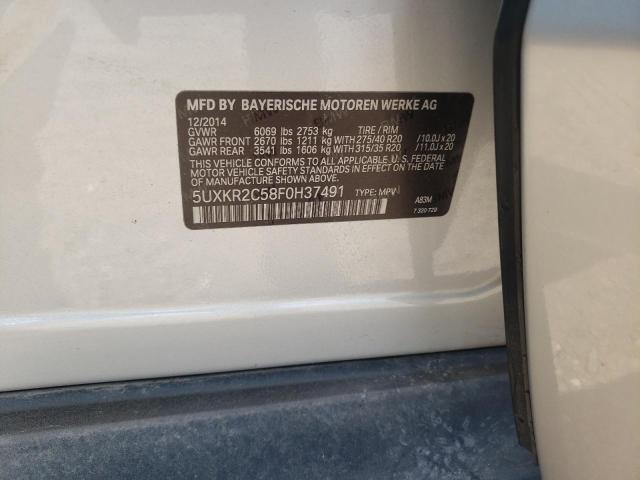 MFD BY BAYERISCHE MOTOREN WERKE AG
12/2014
GVWR 6069 lbs 2753 kg TIRE / RIM
GAWR FRONT 2670 lbs 1211 kg WITH 275/40 R20 / 10.0J x 20
GAWR REAR 3541 lbs 1606 kg WITH 315/35 R20 / 11.0J x 20
THIS VEHICLE CONFORMS TO ALL APPLICABLE U.S. FEDERAL
MOTOR VEHICLE SAFETY STANDARDS IN EFFECT ON THE
DATE OF MANUFACTURE SHOWN ABOVE.
5UXKR2C58F0H37491 TYPE: MPV A83M
7 320 729